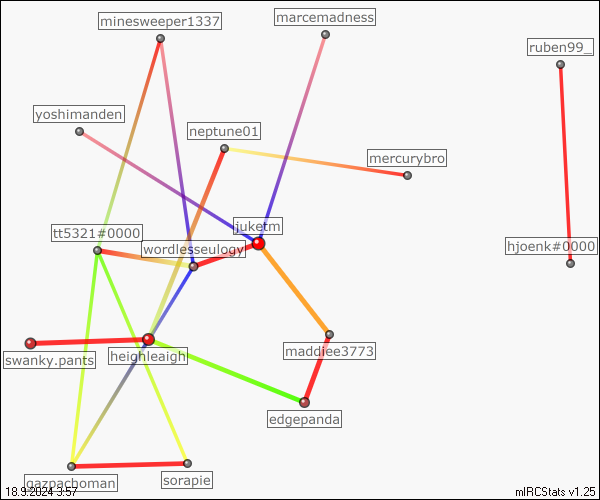 marcemadness
minesweeper1337
ruben99_
yoshimanden
neptune01
mercurybro
juketm
tt5321#0000
wordlesseulogy
hjoenk#0000
maddiee3773
swanky.pants
heighleaigh
edgepanda
sorapie
gazpachoman
18.3.2024 3:57
mIRCStats v1.25